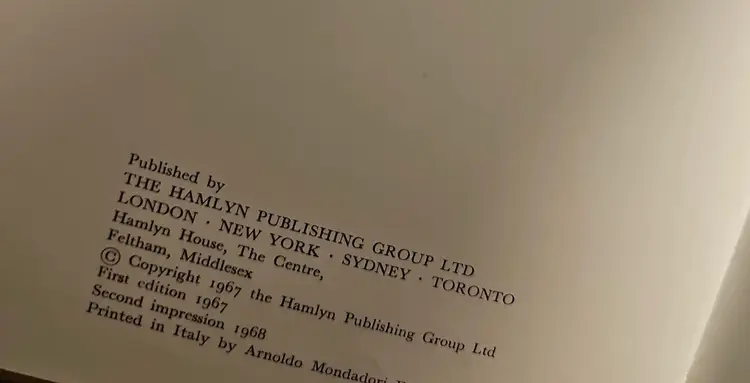 Published by
THE HAMLYN PUBLISHING GROUP LTD
LONDON · NEW YORK · SYDNEY · TORONTO
Hamlyn House, The Centre,
Feltham, Middlesex
© Copyright 1967 the Hamlyn Publishing Group Ltd
First edition 1967
Second impression 1968
Printed in Italy by Arnoldo Mondadori